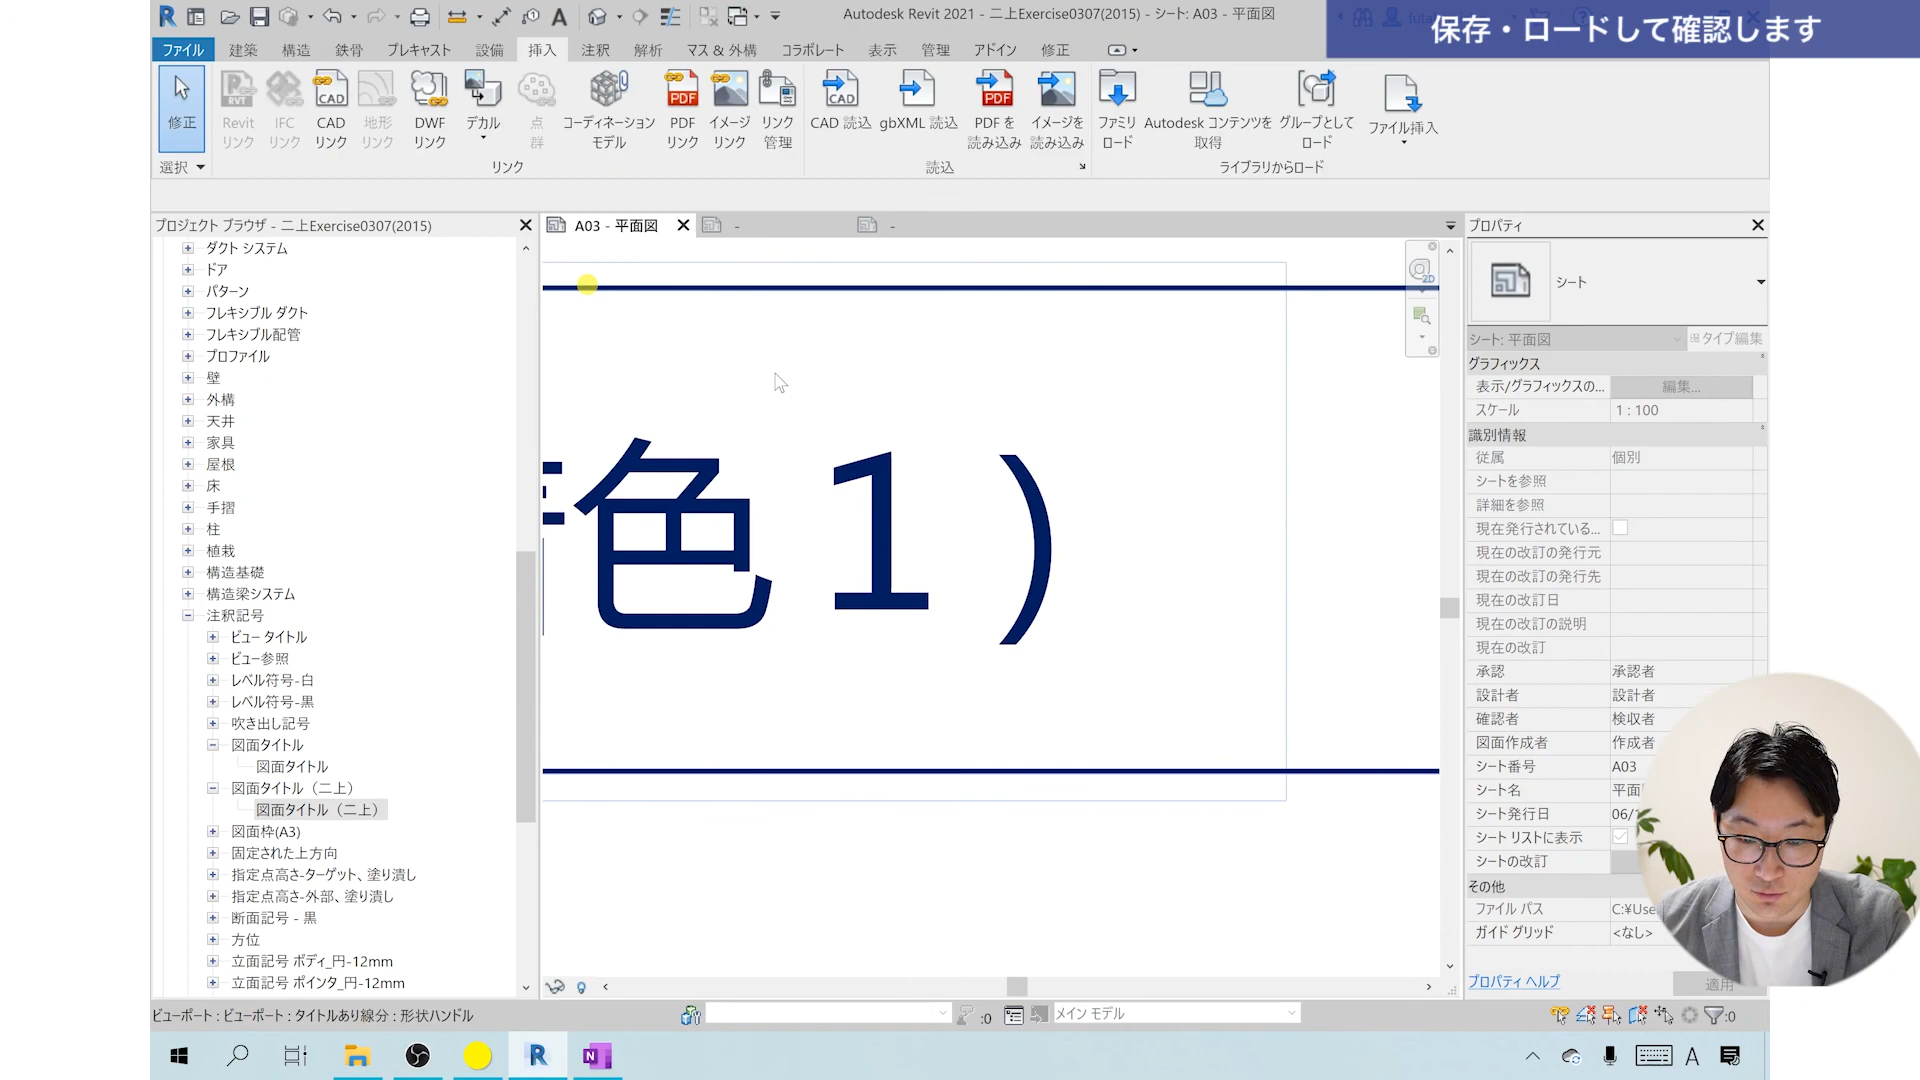 Autodesk Revit 2021 - 二上Exercise0307(2015) - シート: A03 - 平面図
保存・ロードして確認します
ファイル 建築 構造 鉄骨 プレキャスト 設備 挿入 注釈 解析 マス & 外構 コラボレート 表示 管理 アドイン 修正
修正
Revit リンク
IFC リンク
CAD リンク
地形 リンク
DWF リンク
デカル
点群
コーディネーション モデル
PDF リンク
イメージ リンク
リンク 管理
CAD 読込
gbXML 読込
PDF を 読み込み
イメージを 読み込み
ファミリ ロード
Autodesk コンテンツを 取得
グループとして ロード
ファイル挿入
選択
リンク
読込
ライブラリからロード
プロジェクト ブラウザ - 二上Exercise0307(2015)
ダクト システム
ドア
パターン
フレキシブル ダクト
フレキシブル配管
プロファイル
壁
外構
天井
家具
屋根
床
手摺
柱
植栽
構造基礎
構造梁システム
注釈記号
ビュー タイトル
ビュー参照
レベル符号-白
レベル符号-黒
吹き出し記号
図面タイトル
図面タイトル
図面タイトル（二上）
図面タイトル（二上）
図面枠(A3)
固定された上方向
指定点高さ-ターゲット、塗り潰し
指定点高さ-外部、塗り潰し
断面記号 - 黒
方位
立面記号 ボディ_円-12mm
立面記号 ポインタ_円-12mm
A03 - 平面図
-
-
色１）
2D
プロパティ
シート
シート: 平面図
タイプ編集
グラフィックス
表示/グラフィックスの... 編集...
スケール 1 : 100
識別情報
従属 個別
シートを参照
詳細を参照
現在発行されている...
現在の改訂の発行元
現在の改訂の発行先
現在の改訂日
現在の改訂の説明
現在の改訂
承認 承認者
設計者 設計者
確認者 検収者
図面作成者 作成者
シート番号 A03
シート名 平面
シート発行日 06/
シート リストに表示
シートの改訂
その他
ファイル パス C:¥Use
ガイド グリッド <なし>
プロパティ ヘルプ
適用
ビューポート : ビューポート : タイトルあり線分 : 形状ハンドル
:0
メイン モデル
:0
A